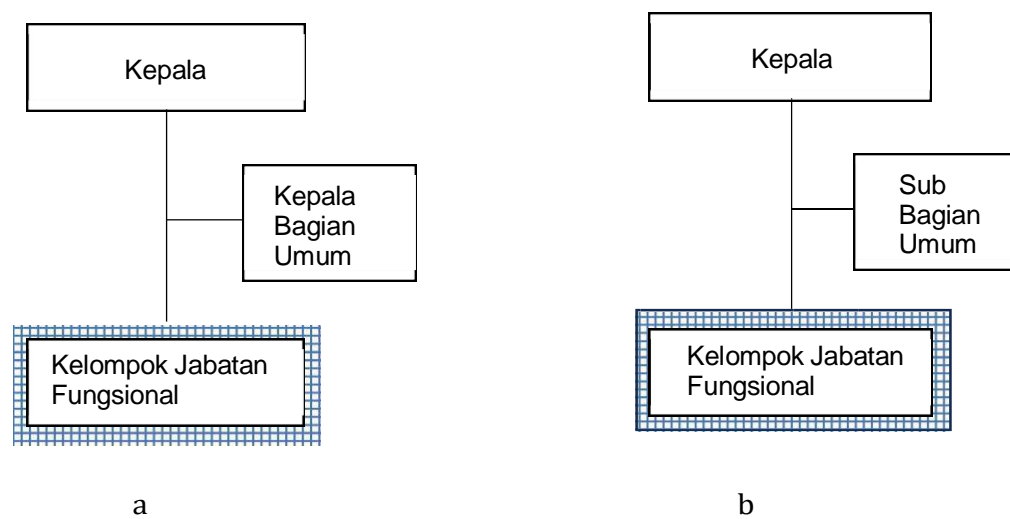 Kepala
Kepala
Bagian
Umum
Kelompok Jabatan
Fungsional
a
Kepala
Sub
Bagian
Umum
Kelompok Jabatan
Fungsional
b